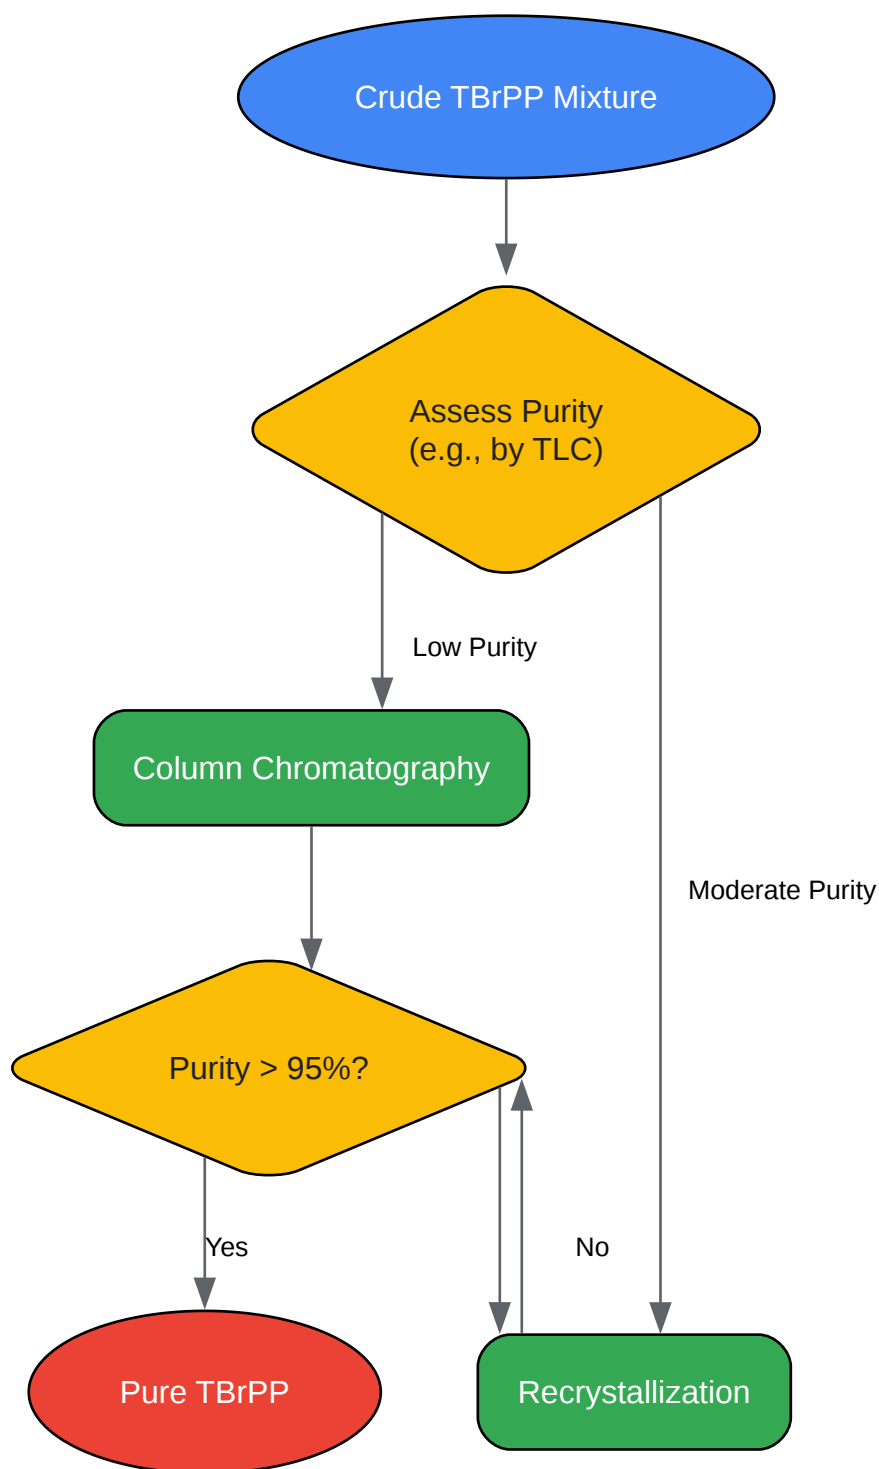 Crude TBrPP Mixture
Assess Purity
(e.g., by TLC)
Low Purity
Column Chromatography
Moderate Purity
Purity > 95%?
Yes
No
Pure TBrPP
Recrystallization